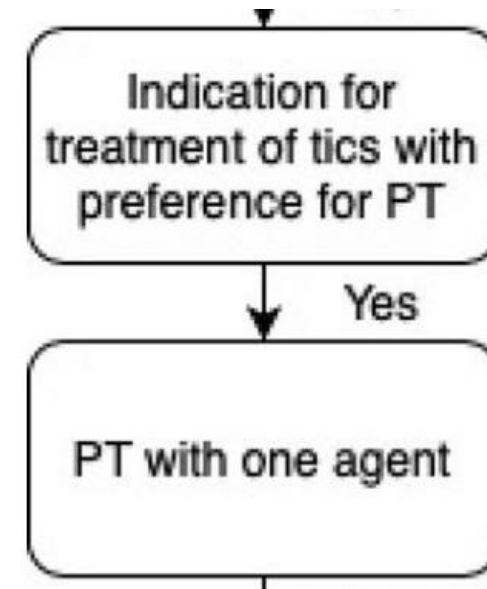 Indication for
treatment of tics with
preference for PT
Yes
PT with one agent